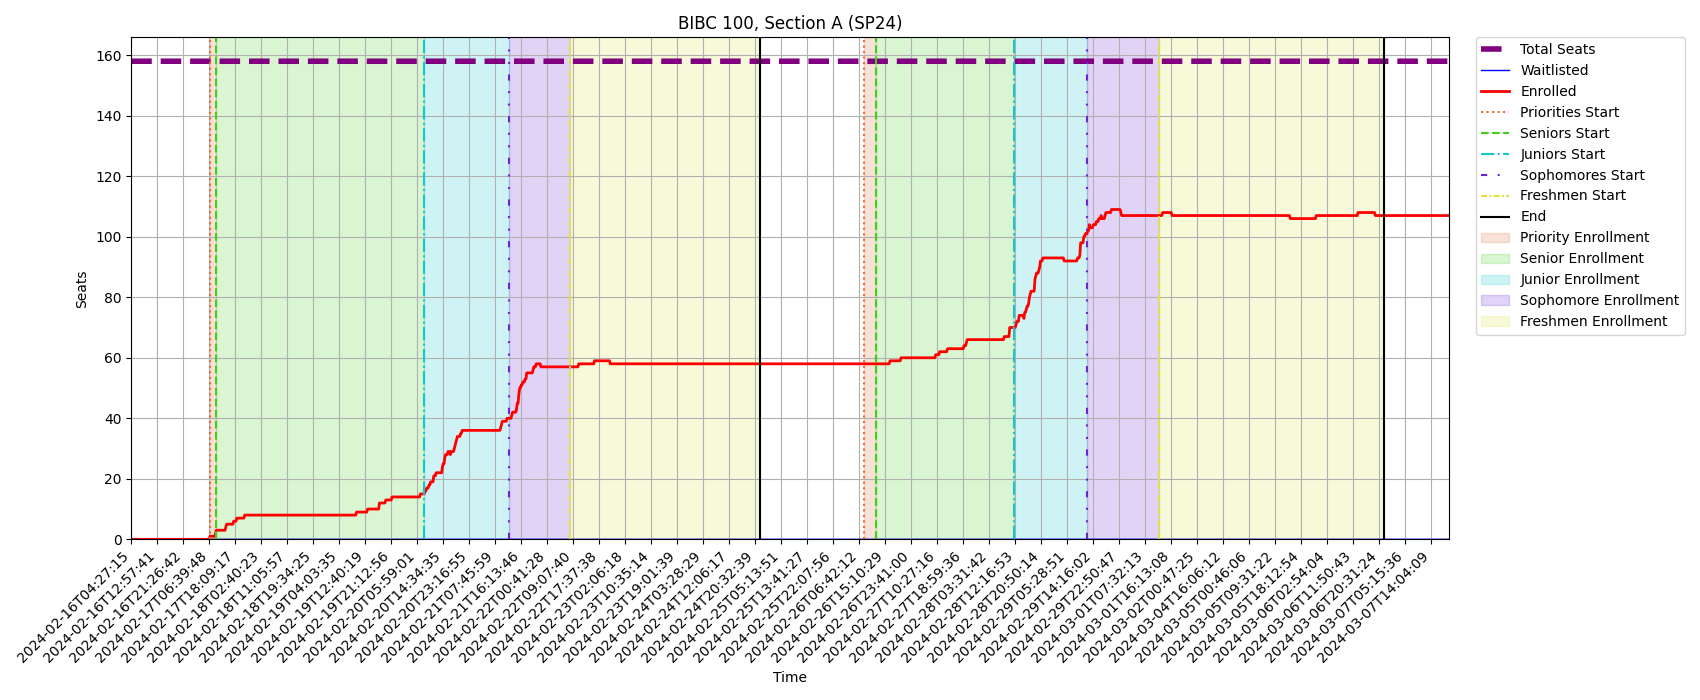 BIBC 100, Section A (SP24)
160
140
120
100
80
60
40
20
0
Seats
2024-02-16T04:27:15
2024-02-16T12:57:41
2024-02-16T21:26:42
2024-02-17T06:39:48
2024-02-17T18:09:17
2024-02-18T02:40:23
2024-02-18T11:05:57
2024-02-18T19:34:25
2024-02-19T04:03:35
2024-02-19T12:40:19
2024-02-19T21:12:56
2024-02-20T05:59:01
2024-02-20T14:34:35
2024-02-20T23:16:55
2024-02-21T07:45:59
2024-02-21T16:13:46
2024-02-22T00:41:28
2024-02-22T09:07:40
2024-02-22T17:37:38
2024-02-23T02:06:18
2024-02-23T10:35:14
2024-02-23T19:01:39
2024-02-24T03:28:29
2024-02-24T12:06:17
2024-02-24T20:32:39
2024-02-25T05:13:51
2024-02-25T13:41:27
2024-02-25T22:07:56
2024-02-26T06:42:12
2024-02-26T15:10:29
2024-02-26T23:41:00
2024-02-27T10:27:16
2024-02-27T18:59:36
2024-02-28T03:31:42
2024-02-28T12:16:53
2024-02-28T20:50:14
2024-02-29T05:28:51
2024-02-29T14:16:02
2024-02-29T22:50:47
2024-03-01T07:32:13
2024-03-01T16:13:08
2024-03-02T00:47:25
2024-03-04T16:06:12
2024-03-05T00:46:06
2024-03-05T09:31:22
2024-03-05T18:12:54
2024-03-06T02:54:04
2024-03-06T11:50:43
2024-03-06T20:31:24
2024-03-07T05:15:36
2024-03-07T14:04:09
Time
Total Seats
Waitlisted
Enrolled
Priorities Start
Seniors Start
Juniors Start
Sophomores Start
Freshmen Start
End
Priority Enrollment
Senior Enrollment
Junior Enrollment
Sophomore Enrollment
Freshmen Enrollment